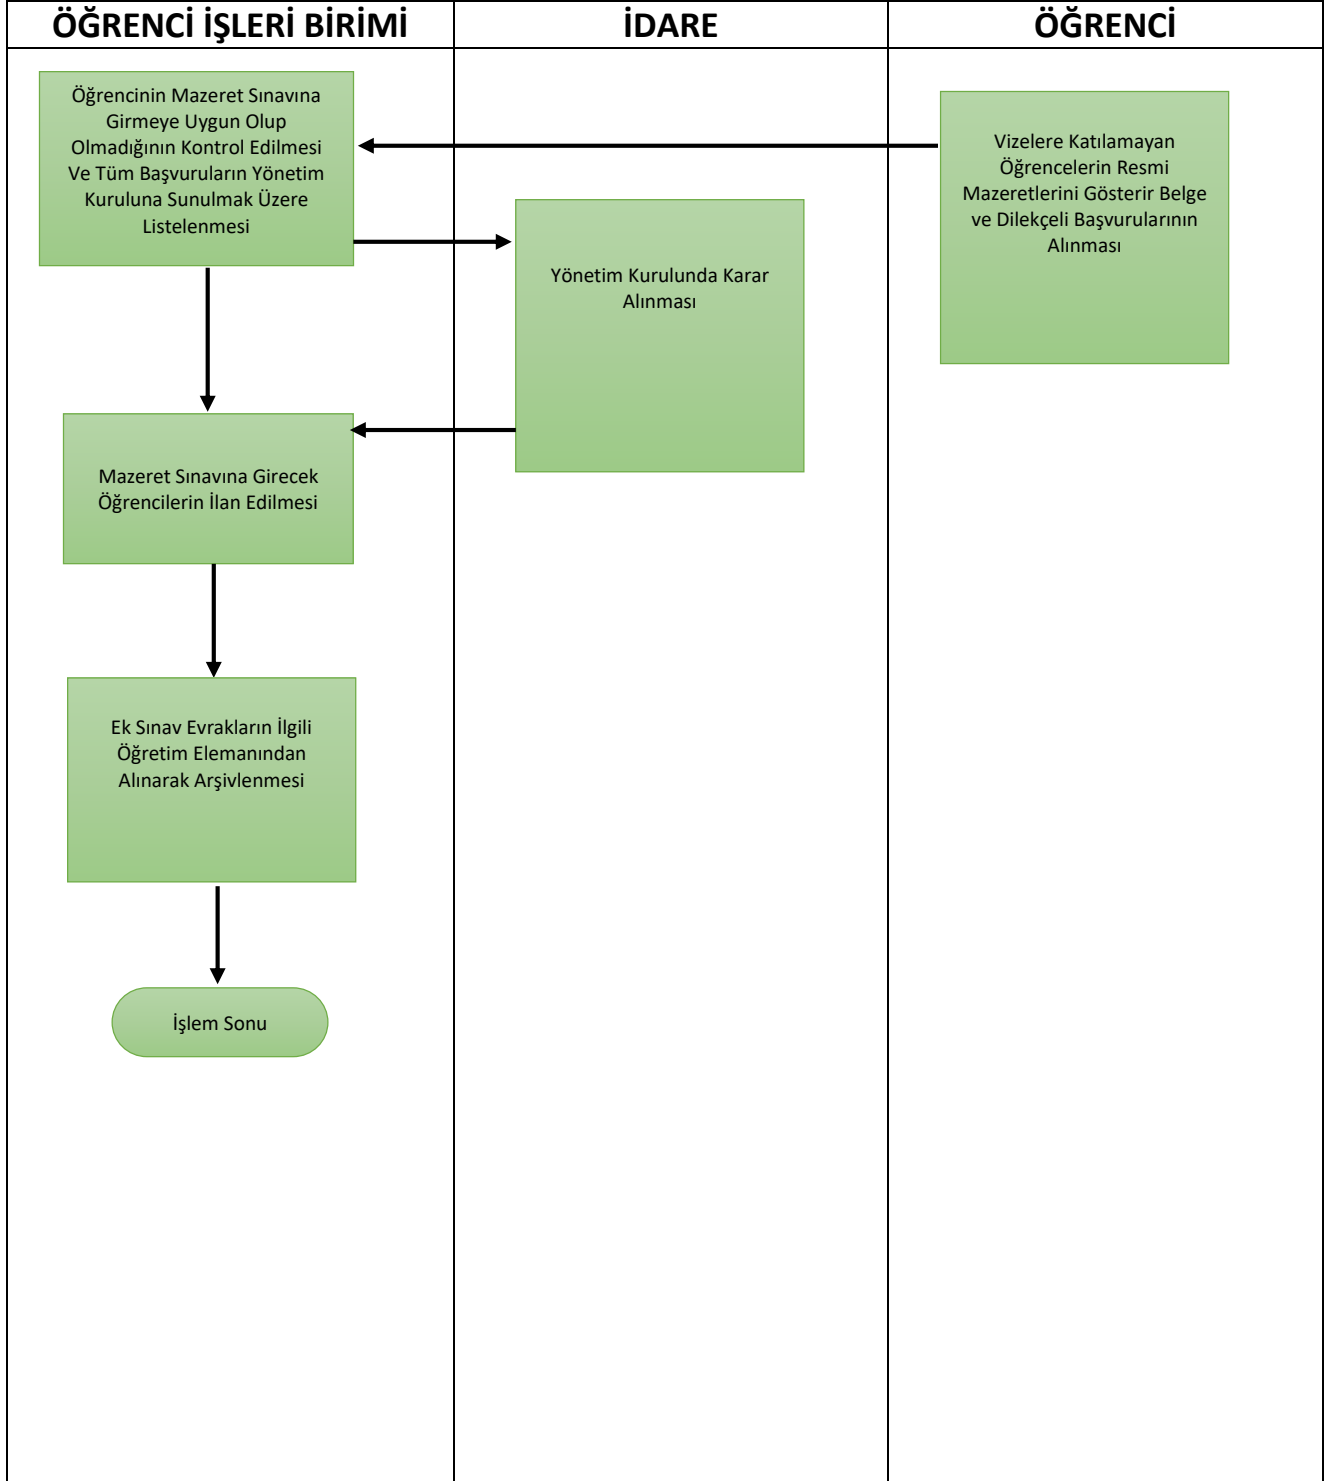 ÖĞRENCİ İŞLERİ BİRİMİ
İDARE
ÖĞRENCİ
Öğrencinin Mazeret Sınavına
Girmeye Uygun Olup
Olmadığının Kontrol Edilmesi
Ve Tüm Başvuruların Yönetim
Kuruluna Sunulmak Üzere
Listelenmesi
Vizelere Katılamayan
Öğrencelerin Resmi
Mazeretlerini Gösterir Belge
ve Dilekçeli Başvurularının
Alınması
Yönetim Kurulunda Karar
Alınması
Mazeret Sınavına Girecek
Öğrencilerin İlan Edilmesi
Ek Sınav Evrakların İlgili
Öğretim Elemanından
Alınarak Arşivlenmesi
İşlem Sonu